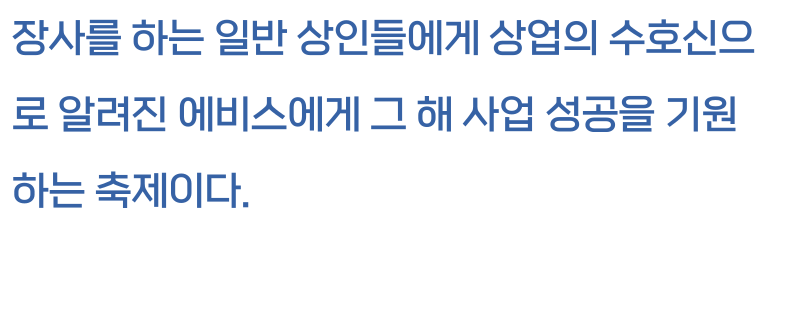 장사를 하는 일반 상인들에게 상업의 수호신으
로 알려진 에비스에게 그 해 사업 성공을 기원
하는 축제이다.